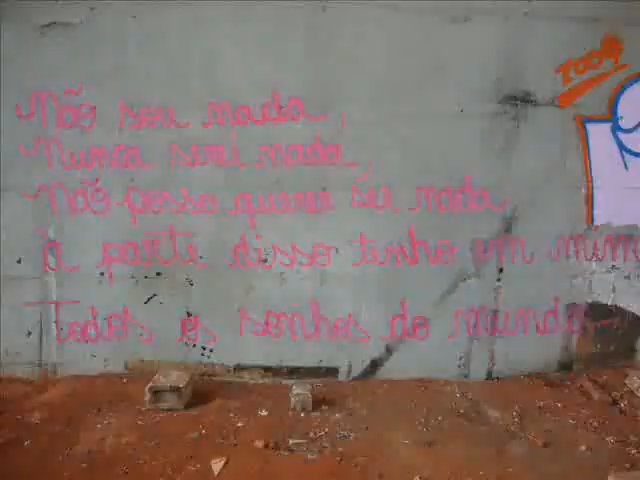 Não sou nada,
Nunca serei nada,
Não posso querer ser nada
à parte disso tenho em mim
Todos os sonhos do mundo